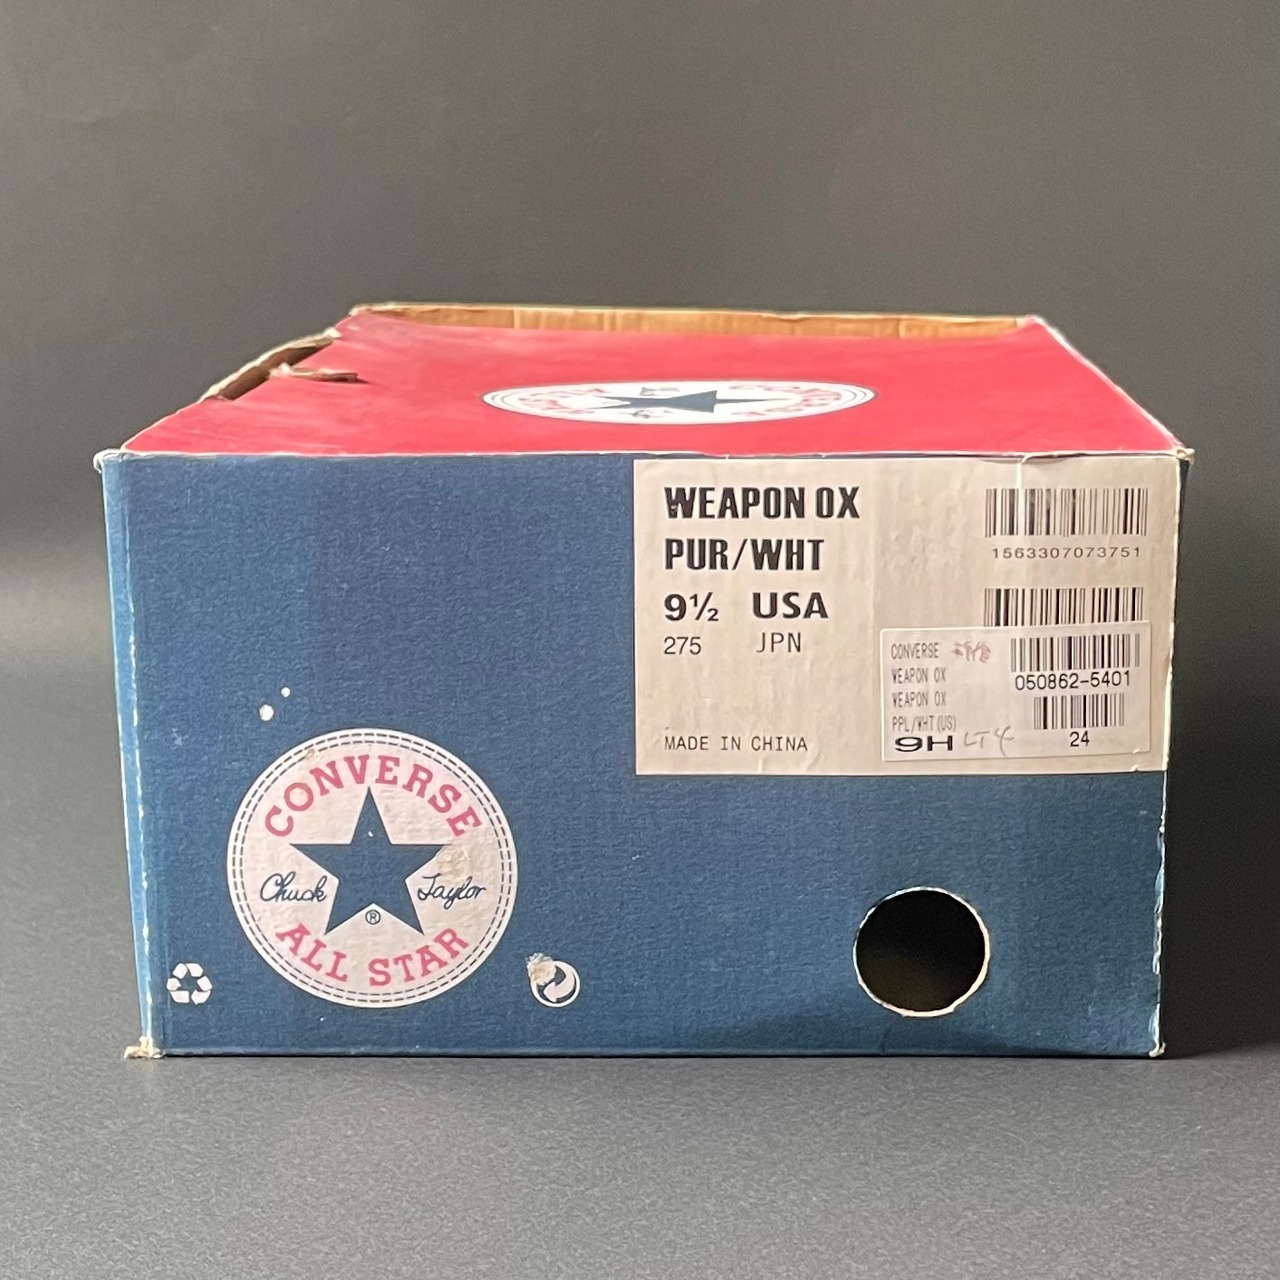 WEAPON OX
PUR/WHT
9½ USA
275 JPN
MADE IN CHINA
1563307073751
CONVERSE
WEAPON OX
WEAPON OX
PPL/WHT(US)
9H LT4
050862-5401
24
CONVERSE
Chuck Taylor
®
ALL STAR